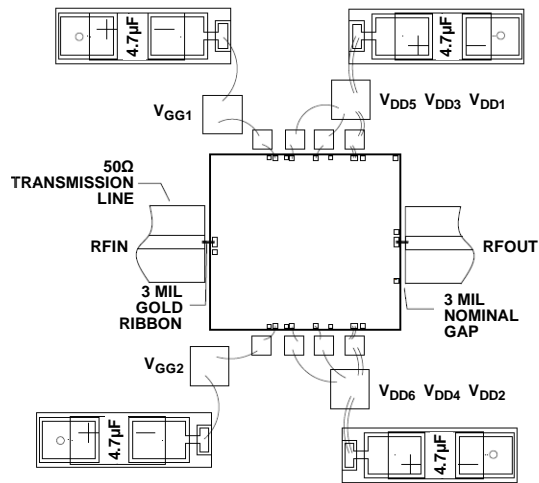 4.7µF
4.7µF
VGG1
VDD5 VDD3 VDD1
50Ω
TRANSMISSION
LINE
RFIN
RFOUT
3 MIL
GOLD
RIBBON
3 MIL
NOMINAL
GAP
VGG2
VDD6 VDD4 VDD2
4.7µF
4.7µF